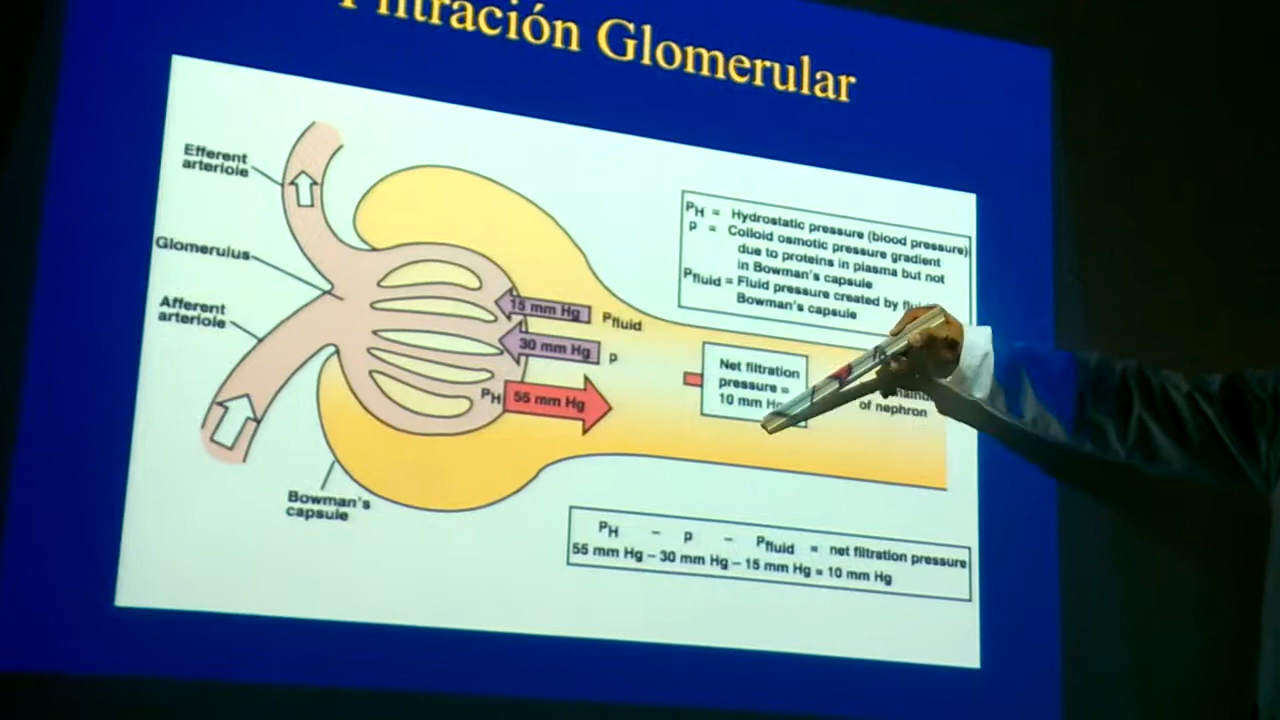 Filtración Glomerular
Efferent
arteriole
Glomerulus
Afferent
arteriole
Bowman's
capsule
15 mm Hg
Pfluid
30 mm Hg
p
PH
55 mm Hg
PH = Hydrostatic pressure (blood pressure)
p = Colloid osmotic pressure gradient
due to proteins in plasma but not
in Bowman's capsule
Pfluid = Fluid pressure created by
Bowman's capsule
Net filtration
pressure =
10 mm
of nephron
PH - p - Pfluid = net filtration pressure
55 mm Hg – 30 mm Hg – 15 mm Hg = 10 mm Hg